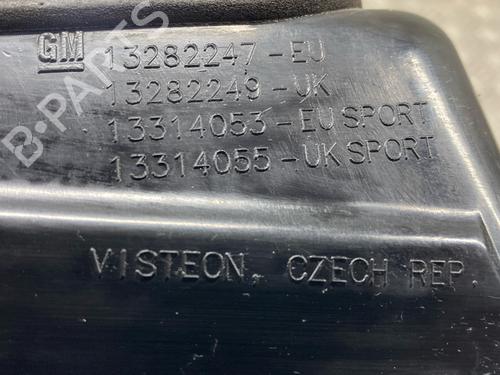 GM 13282247-EU
13282249-UK
13314053-EU SPORT
13314055-UK SPORT
VISTEON, CZECH REP.
B-PARTS